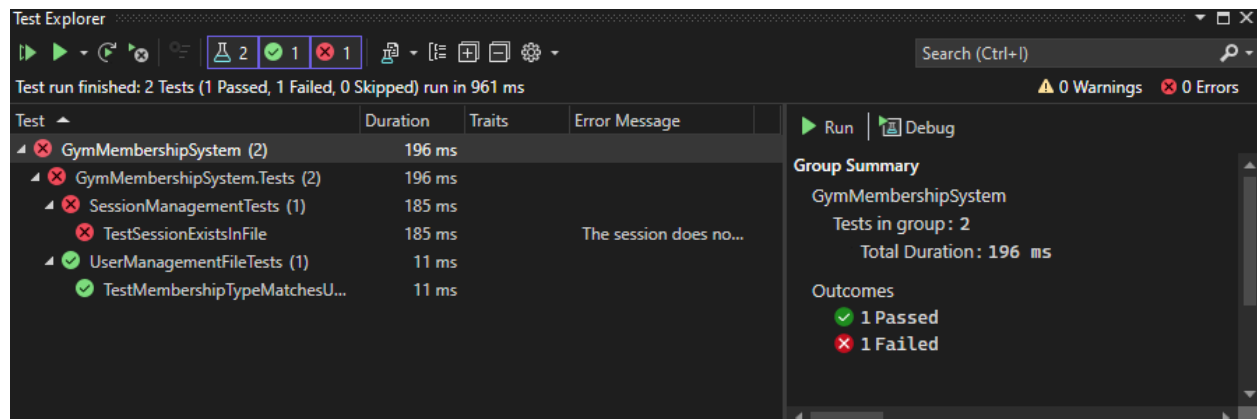 Test Explorer
2 1 1
Search (Ctrl+I)
Test run finished: 2 Tests (1 Passed, 1 Failed, 0 Skipped) run in 961 ms
0 Warnings 0 Errors
Test Duration Traits Error Message
GymMembershipSystem (2) 196 ms
GymMembershipSystem.Tests (2) 196 ms
SessionManagementTests (1) 185 ms
TestSessionExistsInFile 185 ms The session does no...
UserManagementFileTests (1) 11 ms
TestMembershipTypeMatchesU... 11 ms
Run Debug
Group Summary
GymMembershipSystem
Tests in group: 2
Total Duration: 196 ms
Outcomes
1 Passed
1 Failed